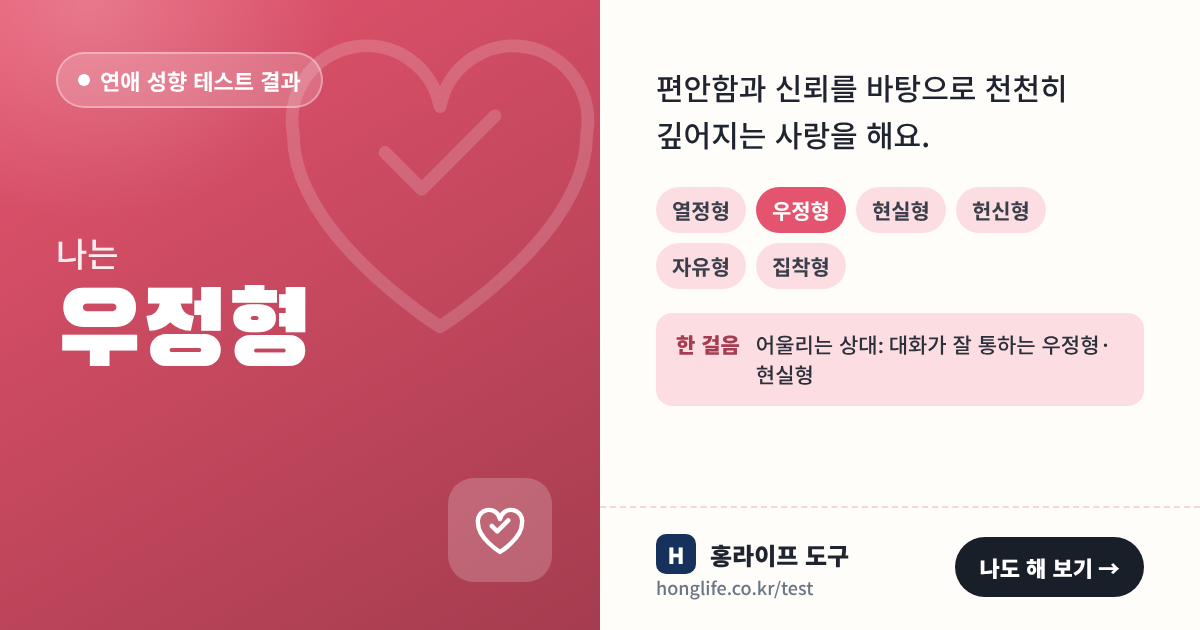 연애 성향 테스트 결과
나는
우정형
편안함과 신뢰를 바탕으로 천천히
깊어지는 사랑을 해요.
열정형 우정형 현실형 헌신형
자유형 집착형
한 걸음 어울리는 상대: 대화가 잘 통하는 우정형·
현실형
H 홍라이프 도구
honglife.co.kr/test
나도 해 보기 →